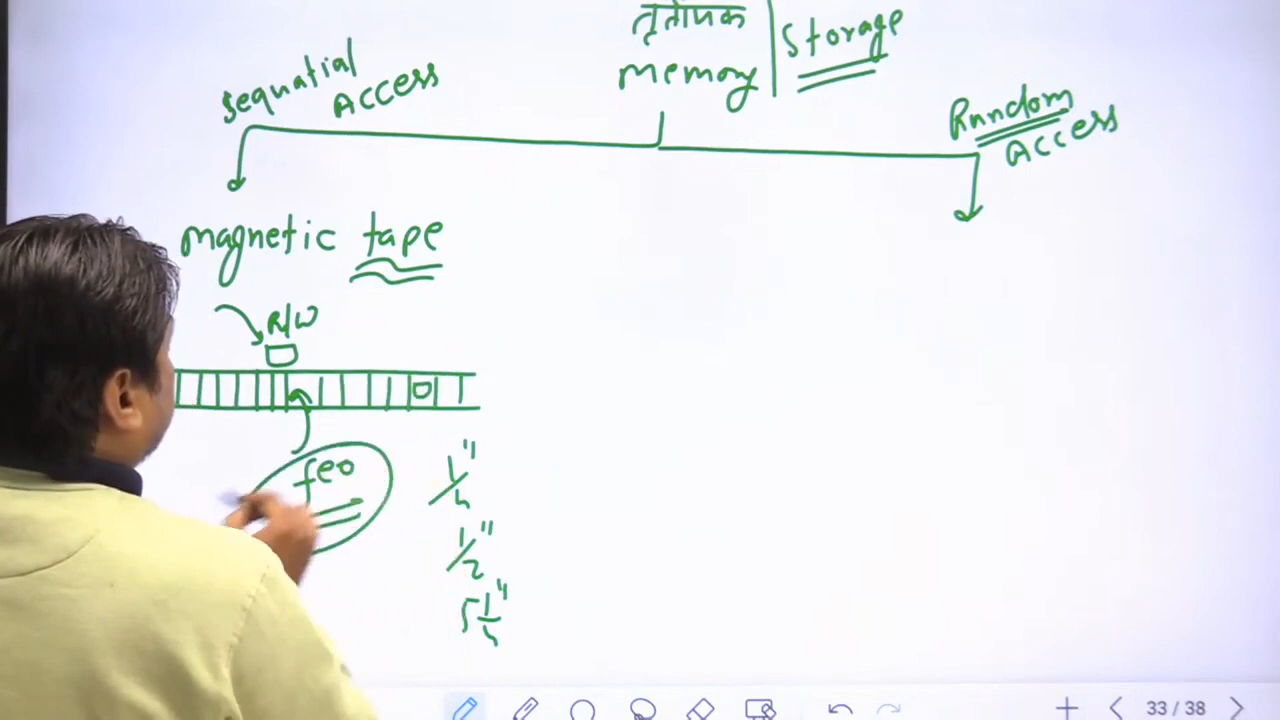 तृतीयक
memory | Storage
Sequatial
Access
Random
Access
magnetic tape
R/W
feo
1/4"
1/2"
5 1/4"
33 / 38